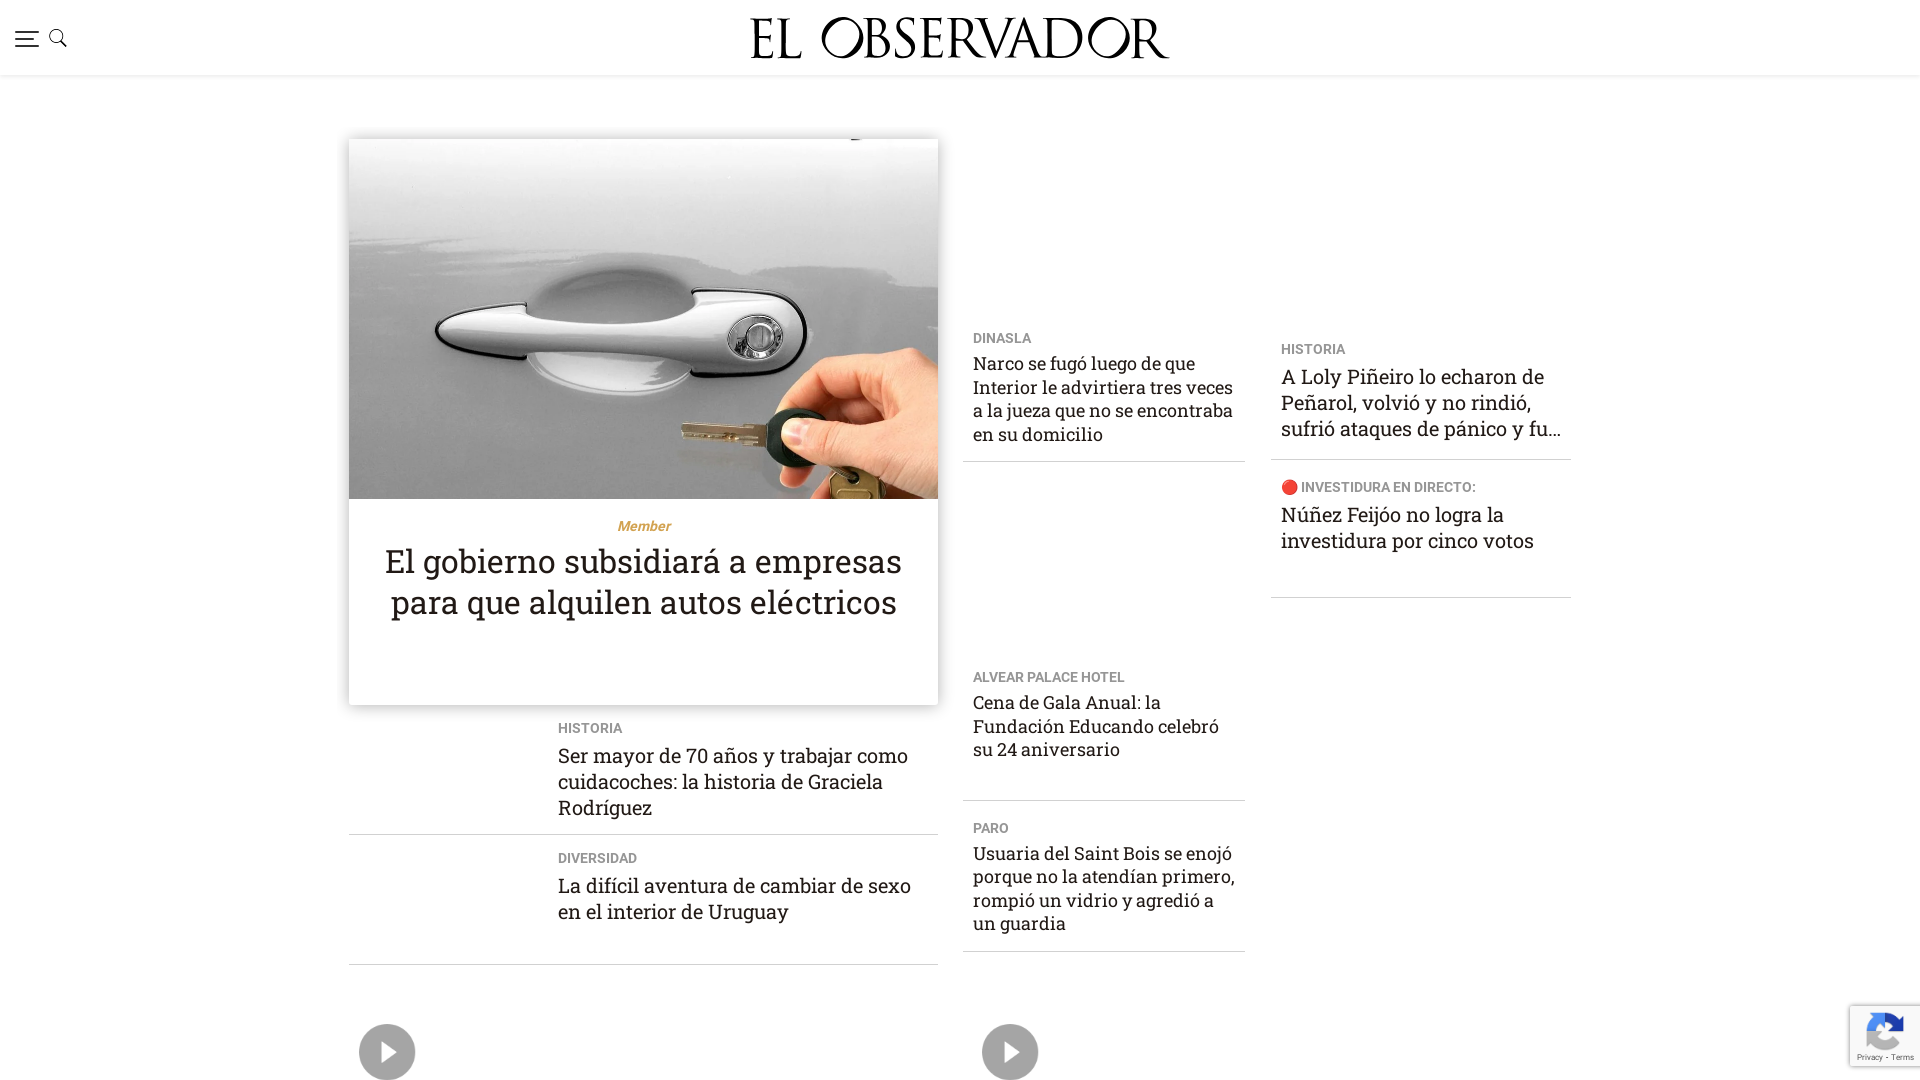 EL OBSERVADOR
Member
El gobierno subsidiará a empresas
para que alquilen autos eléctricos
HISTORIA
Ser mayor de 70 años y trabajar como
cuidacoches: la historia de Graciela
Rodríguez
DIVERSIDAD
La difícil aventura de cambiar de sexo
en el interior de Uruguay
DINASLA
Narco se fugó luego de que
Interior le advirtiera tres veces
a la jueza que no se encontraba
en su domicilio
ALVEAR PALACE HOTEL
Cena de Gala Anual: la
Fundación Educando celebró
su 24 aniversario
PARO
Usuaria del Saint Bois se enojó
porque no la atendían primero,
rompió un vidrio y agredió a
un guardia
HISTORIA
A Loly Piñeiro lo echaron de
Peñarol, volvió y no rindió,
sufrió ataques de pánico y fu...
🔴 INVESTIDURA EN DIRECTO:
Núñez Feijóo no logra la
investidura por cinco votos
Privacy - Terms